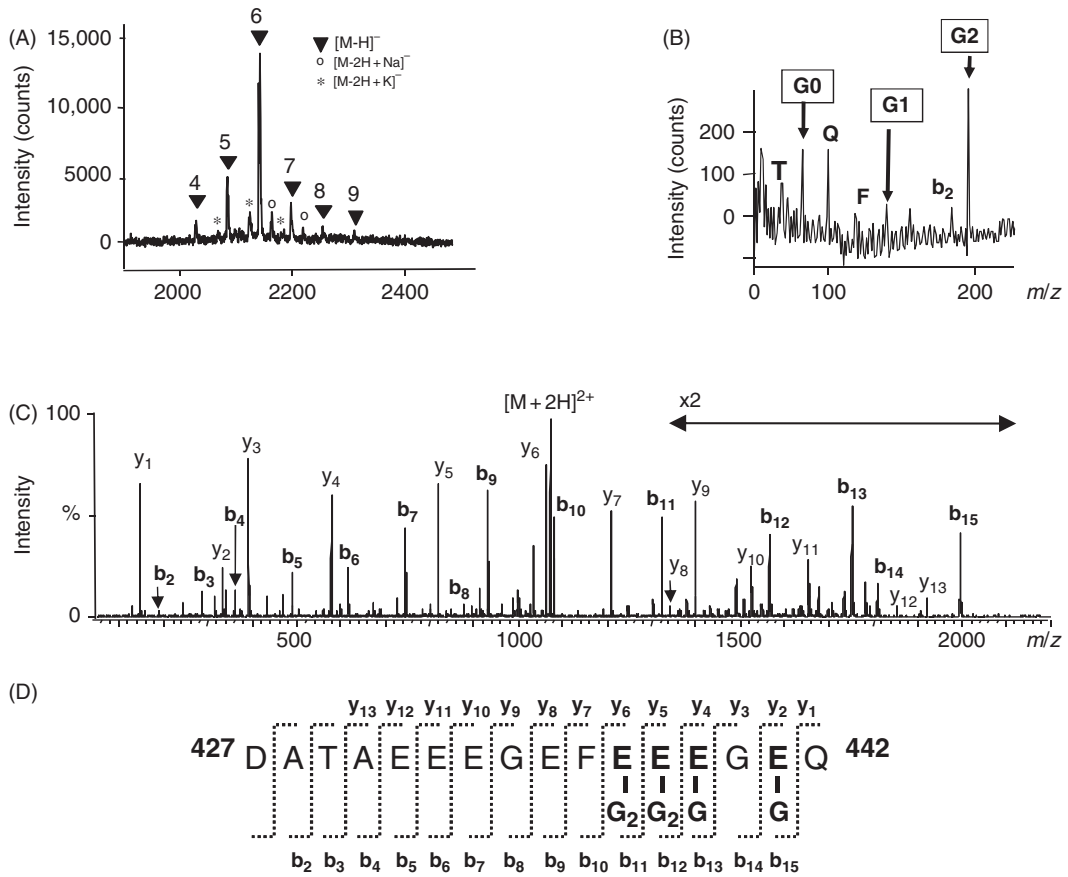 (A)
Intensity (counts)
15,000
10,000
5000
0
2000 2200 2400
4 5 6 7 8 9
* * o * o
▼ [M-H]⁻
o [M-2H+Na]⁻
* [M-2H+K]⁻
(B)
Intensity (counts)
200
100
0
0 100 200 m/z
T G0 Q F G1 b₂ G2
(C)
Intensity
100
%
0
[M + 2H]²⁺
x2
y₁ b₂ b₃ y₂ b₄ y₃ b₅ y₄ b₆ b₇ y₅ b₈ b₉ y₆ b₁₀ y₇ b₁₁ y₈ y₉ y₁₀ b₁₂ y₁₁ b₁₃ b₁₄ y₁₂ y₁₃ b₁₅
500 1000 1500 2000 m/z
(D)
y₁₃ y₁₂ y₁₁ y₁₀ y₉ y₈ y₇ y₆ y₅ y₄ y₃ y₂ y₁
427 D A T A E E E G E F E E E G E Q 442
G₂ G₂ G G
b₂ b₃ b₄ b₅ b₆ b₇ b₈ b₉ b₁₀ b₁₁ b₁₂ b₁₃ b₁₄ b₁₅